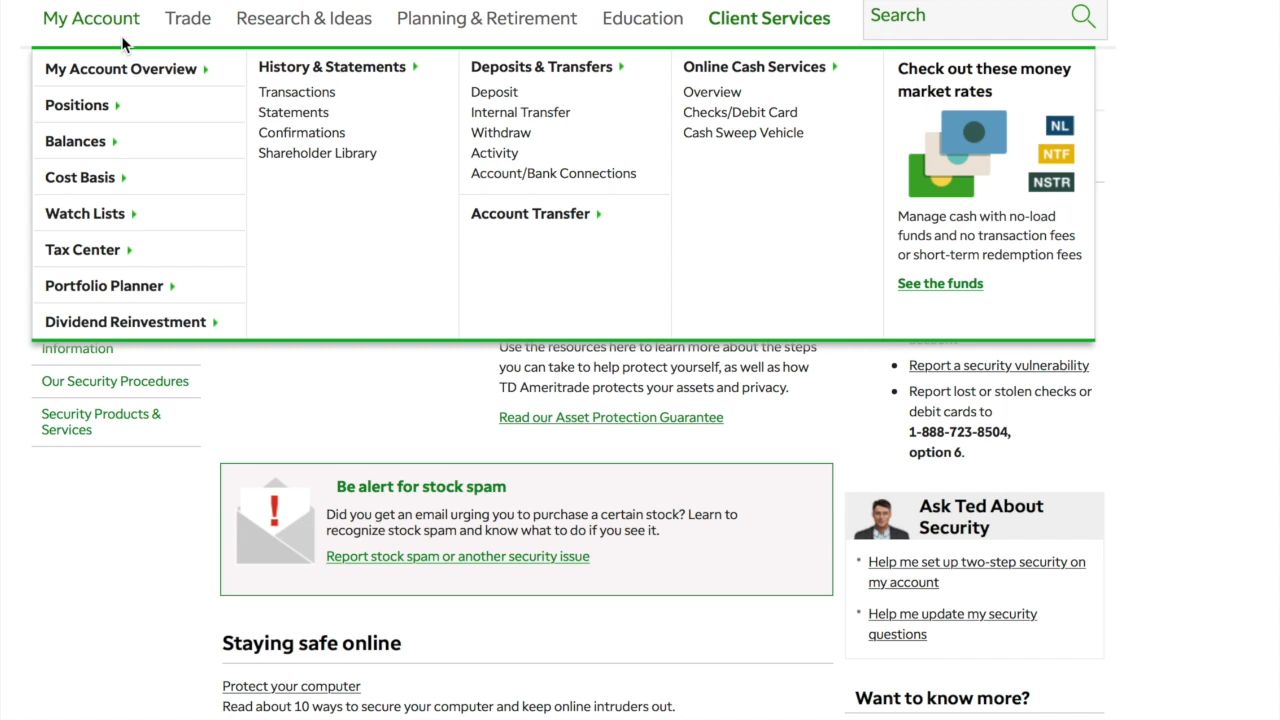 My Account Trade Research & Ideas Planning & Retirement Education Client Services Search
My Account Overview
Positions
Balances
Cost Basis
Watch Lists
Tax Center
Portfolio Planner
Dividend Reinvestment
History & Statements
Transactions
Statements
Confirmations
Shareholder Library
Deposits & Transfers
Deposit
Internal Transfer
Withdraw
Activity
Account/Bank Connections
Account Transfer
Online Cash Services
Overview
Checks/Debit Card
Cash Sweep Vehicle
Check out these money
market rates
NL
NTF
NSTR
Manage cash with no-load
funds and no transaction fees
or short-term redemption fees
See the funds
Information
Our Security Procedures
Security Products &
Services
Use the resources here to learn more about the steps
you can take to help protect yourself, as well as how
TD Ameritrade protects your assets and privacy.
Read our Asset Protection Guarantee
Report a security vulnerability
Report lost or stolen checks or
debit cards to
1-888-723-8504,
option 6.
Be alert for stock spam
Did you get an email urging you to purchase a certain stock? Learn to
recognize stock spam and know what to do if you see it.
Report stock spam or another security issue
Ask Ted About
Security
Help me set up two-step security on
my account
Help me update my security
questions
Staying safe online
Protect your computer
Read about 10 ways to secure your computer and keep online intruders out.
Want to know more?